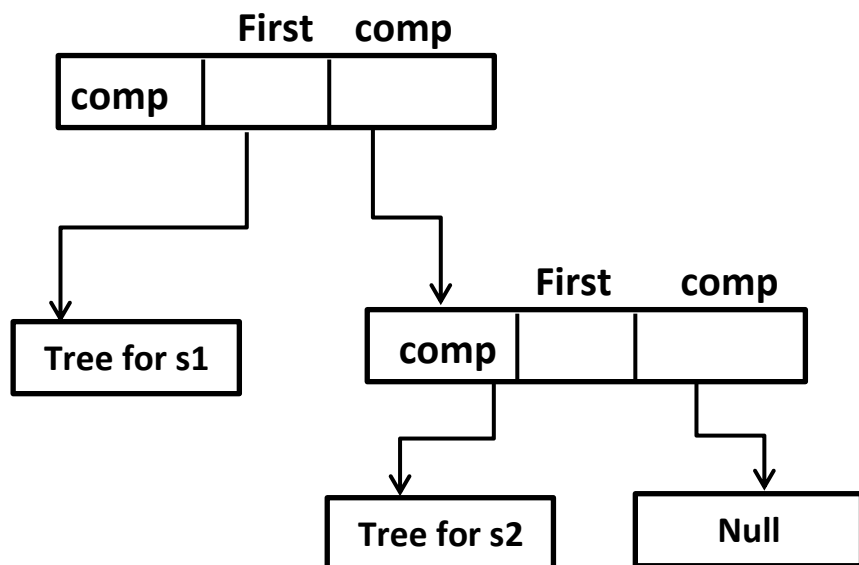 First comp
comp
First comp
Tree for s1
comp
Tree for s2
Null